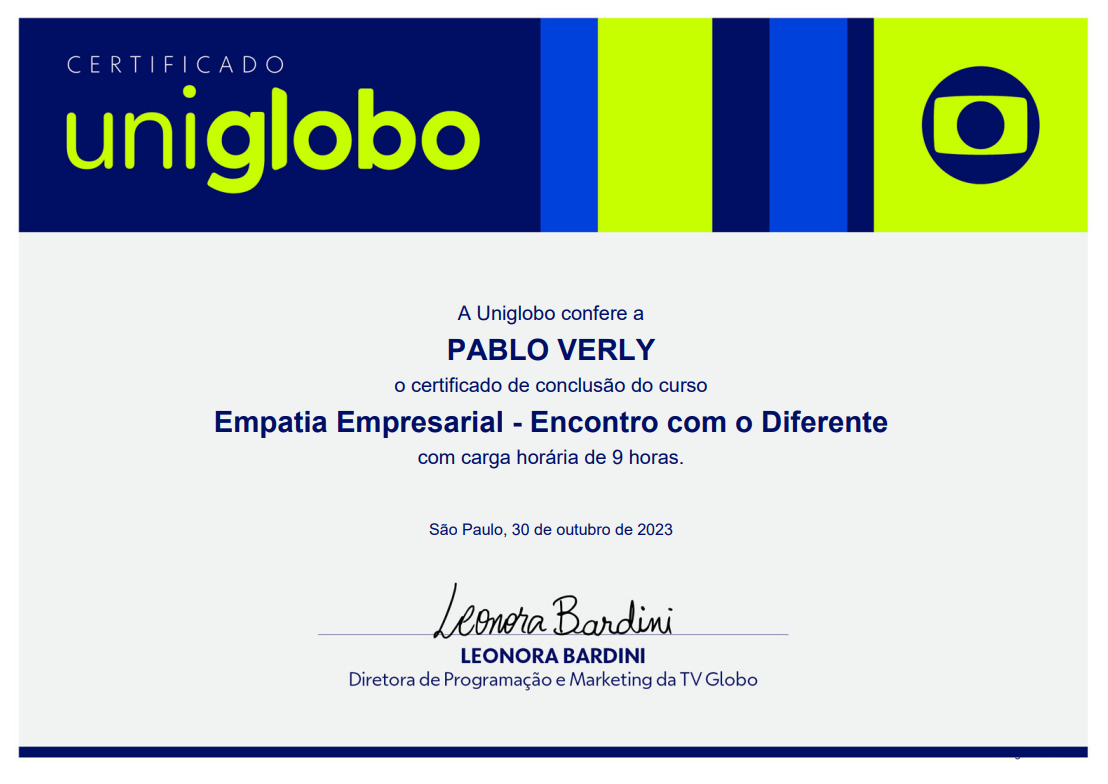 CERTIFICADO
uniglobo
A Uniglobo confere a
PABLO VERLY
o certificado de conclusão do curso
Empatia Empresarial - Encontro com o Diferente
com carga horária de 9 horas.
São Paulo, 30 de outubro de 2023
Leonora Bardini
LEONORA BARDINI
Diretora de Programação e Marketing da TV Globo